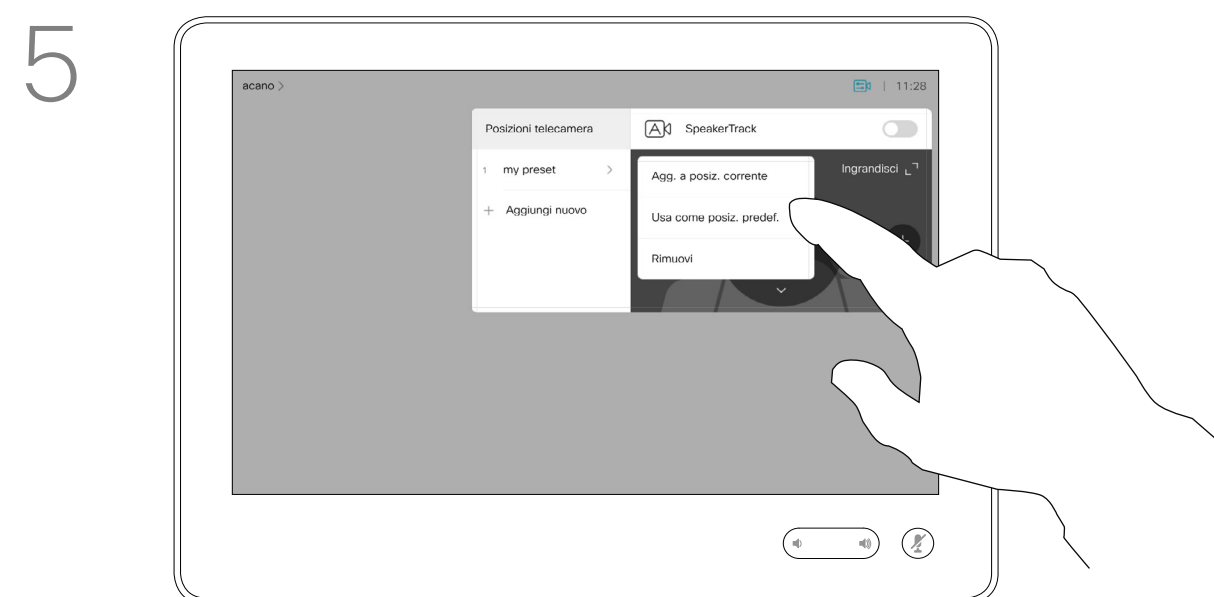 5
acano >
11:28
Posizioni telecamera
SpeakerTrack
1 my preset >
Ingrandisci
+ Aggiungi nuovo
Agg. a posiz. corrente
Usa come posiz. predef.
Rimuovi